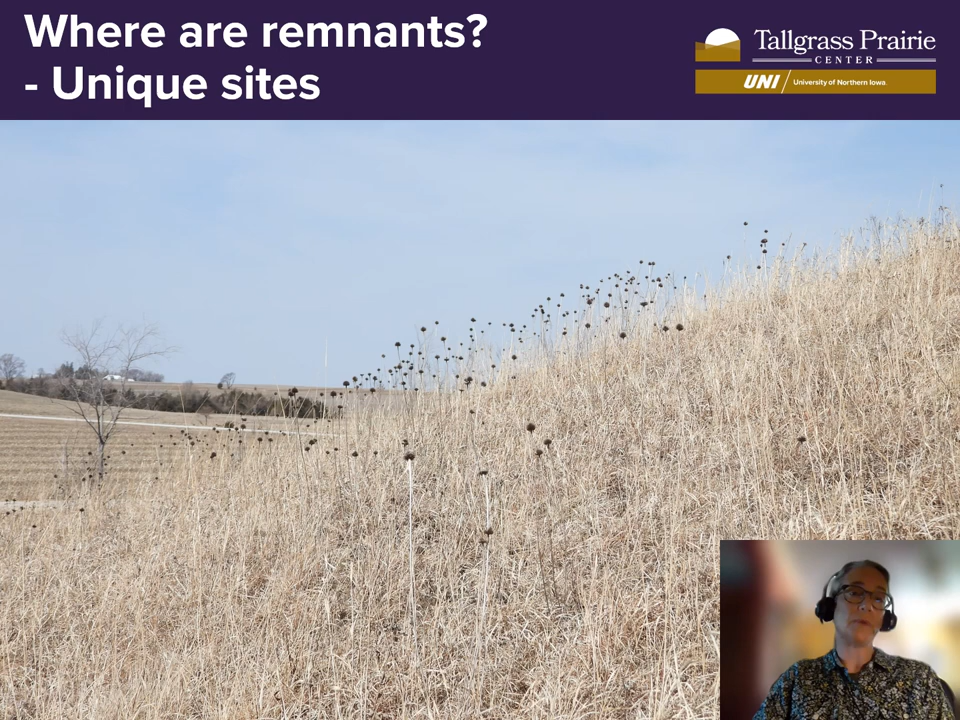 Where are remnants?
- Unique sites
Tallgrass Prairie
CENTER
UNI University of Northern Iowa